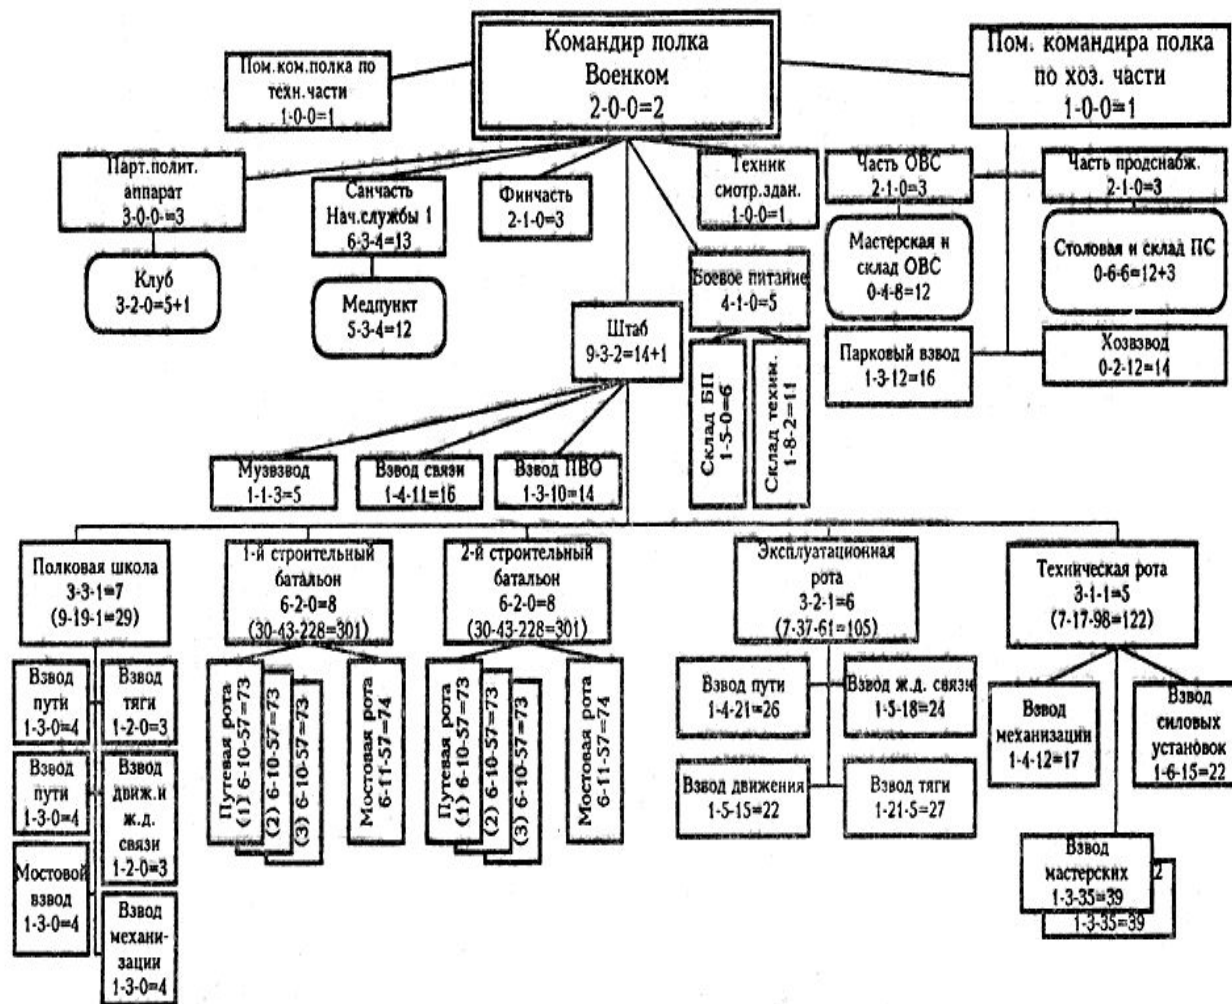 Командир полка
Военком
2-0-0=2
Пом.ком.полка по
техн.части
1-0-0=1
Пом. командира полка
по хоз. части
1-0-0=1
Парт.полит.
аппарат
3-0-0-=3
Санчасть
Нач.службы 1
6-3-4=13
Финчасть
2-1-0=3
Техник
смотр.здан.
1-0-0=1
Часть ОВС
2-1-0=3
Часть продснабж.
2-1-0=3
Клуб
3-2-0=5+1
Медпункт
5-3-4=12
Штаб
9-3-2=14+1
Боевое питание
4-1-0=5
Мастерская и
склад ОВС
0-4-8=12
Столовая и склад ПС
0-6-6=12+3
Склад БП
1-5-0=6
Склад техим.
1-8-2=11
Парковый взвод
1-3-12=16
Хозвзвод
0-2-12=14
Музвзвод
1-1-3=5
Взвод связи
1-4-11=16
Взвод ПВО
1-3-10=14
Полковая школа
3-3-1=7
(9-19-1=29)
1-й строительный
батальон
6-2-0=8
(30-43-228=301)
2-й строительный
батальон
6-2-0=8
(30-43-228=301)
Эксплуатационная
рота
3-2-1=6
(7-37-61=105)
Техническая рота
3-1-1=5
(7-17-98=122)
Взвод
пути
1-3-0=4
Взвод
тяги
1-2-0=3
Взвод
пути
1-3-0=4
Взвод
движ.и
ж.д.
связи
1-2-0=3
Мостовой
взвод
1-3-0=4
Взвод
механи-
зации
1-3-0=4
Путевая рота
(1) 6-10-57=73
(2) 6-10-57=73
(3) 6-10-57=73
Мостовая рота
6-11-57=74
Путевая рота
(1) 6-10-57=73
(2) 6-10-57=73
(3) 6-10-57=73
Мостовая рота
6-11-57=74
Взвод пути
1-4-21=26
Взвод ж.д. связи
1-5-18=24
Взвод движения
1-5-15=22
Взвод тяги
1-21-5=27
Взвод
механизации
1-4-12=17
Взвод
силовых
установок
1-6-15=22
Взвод
мастерских
1-3-35=39
2
1-3-35=39